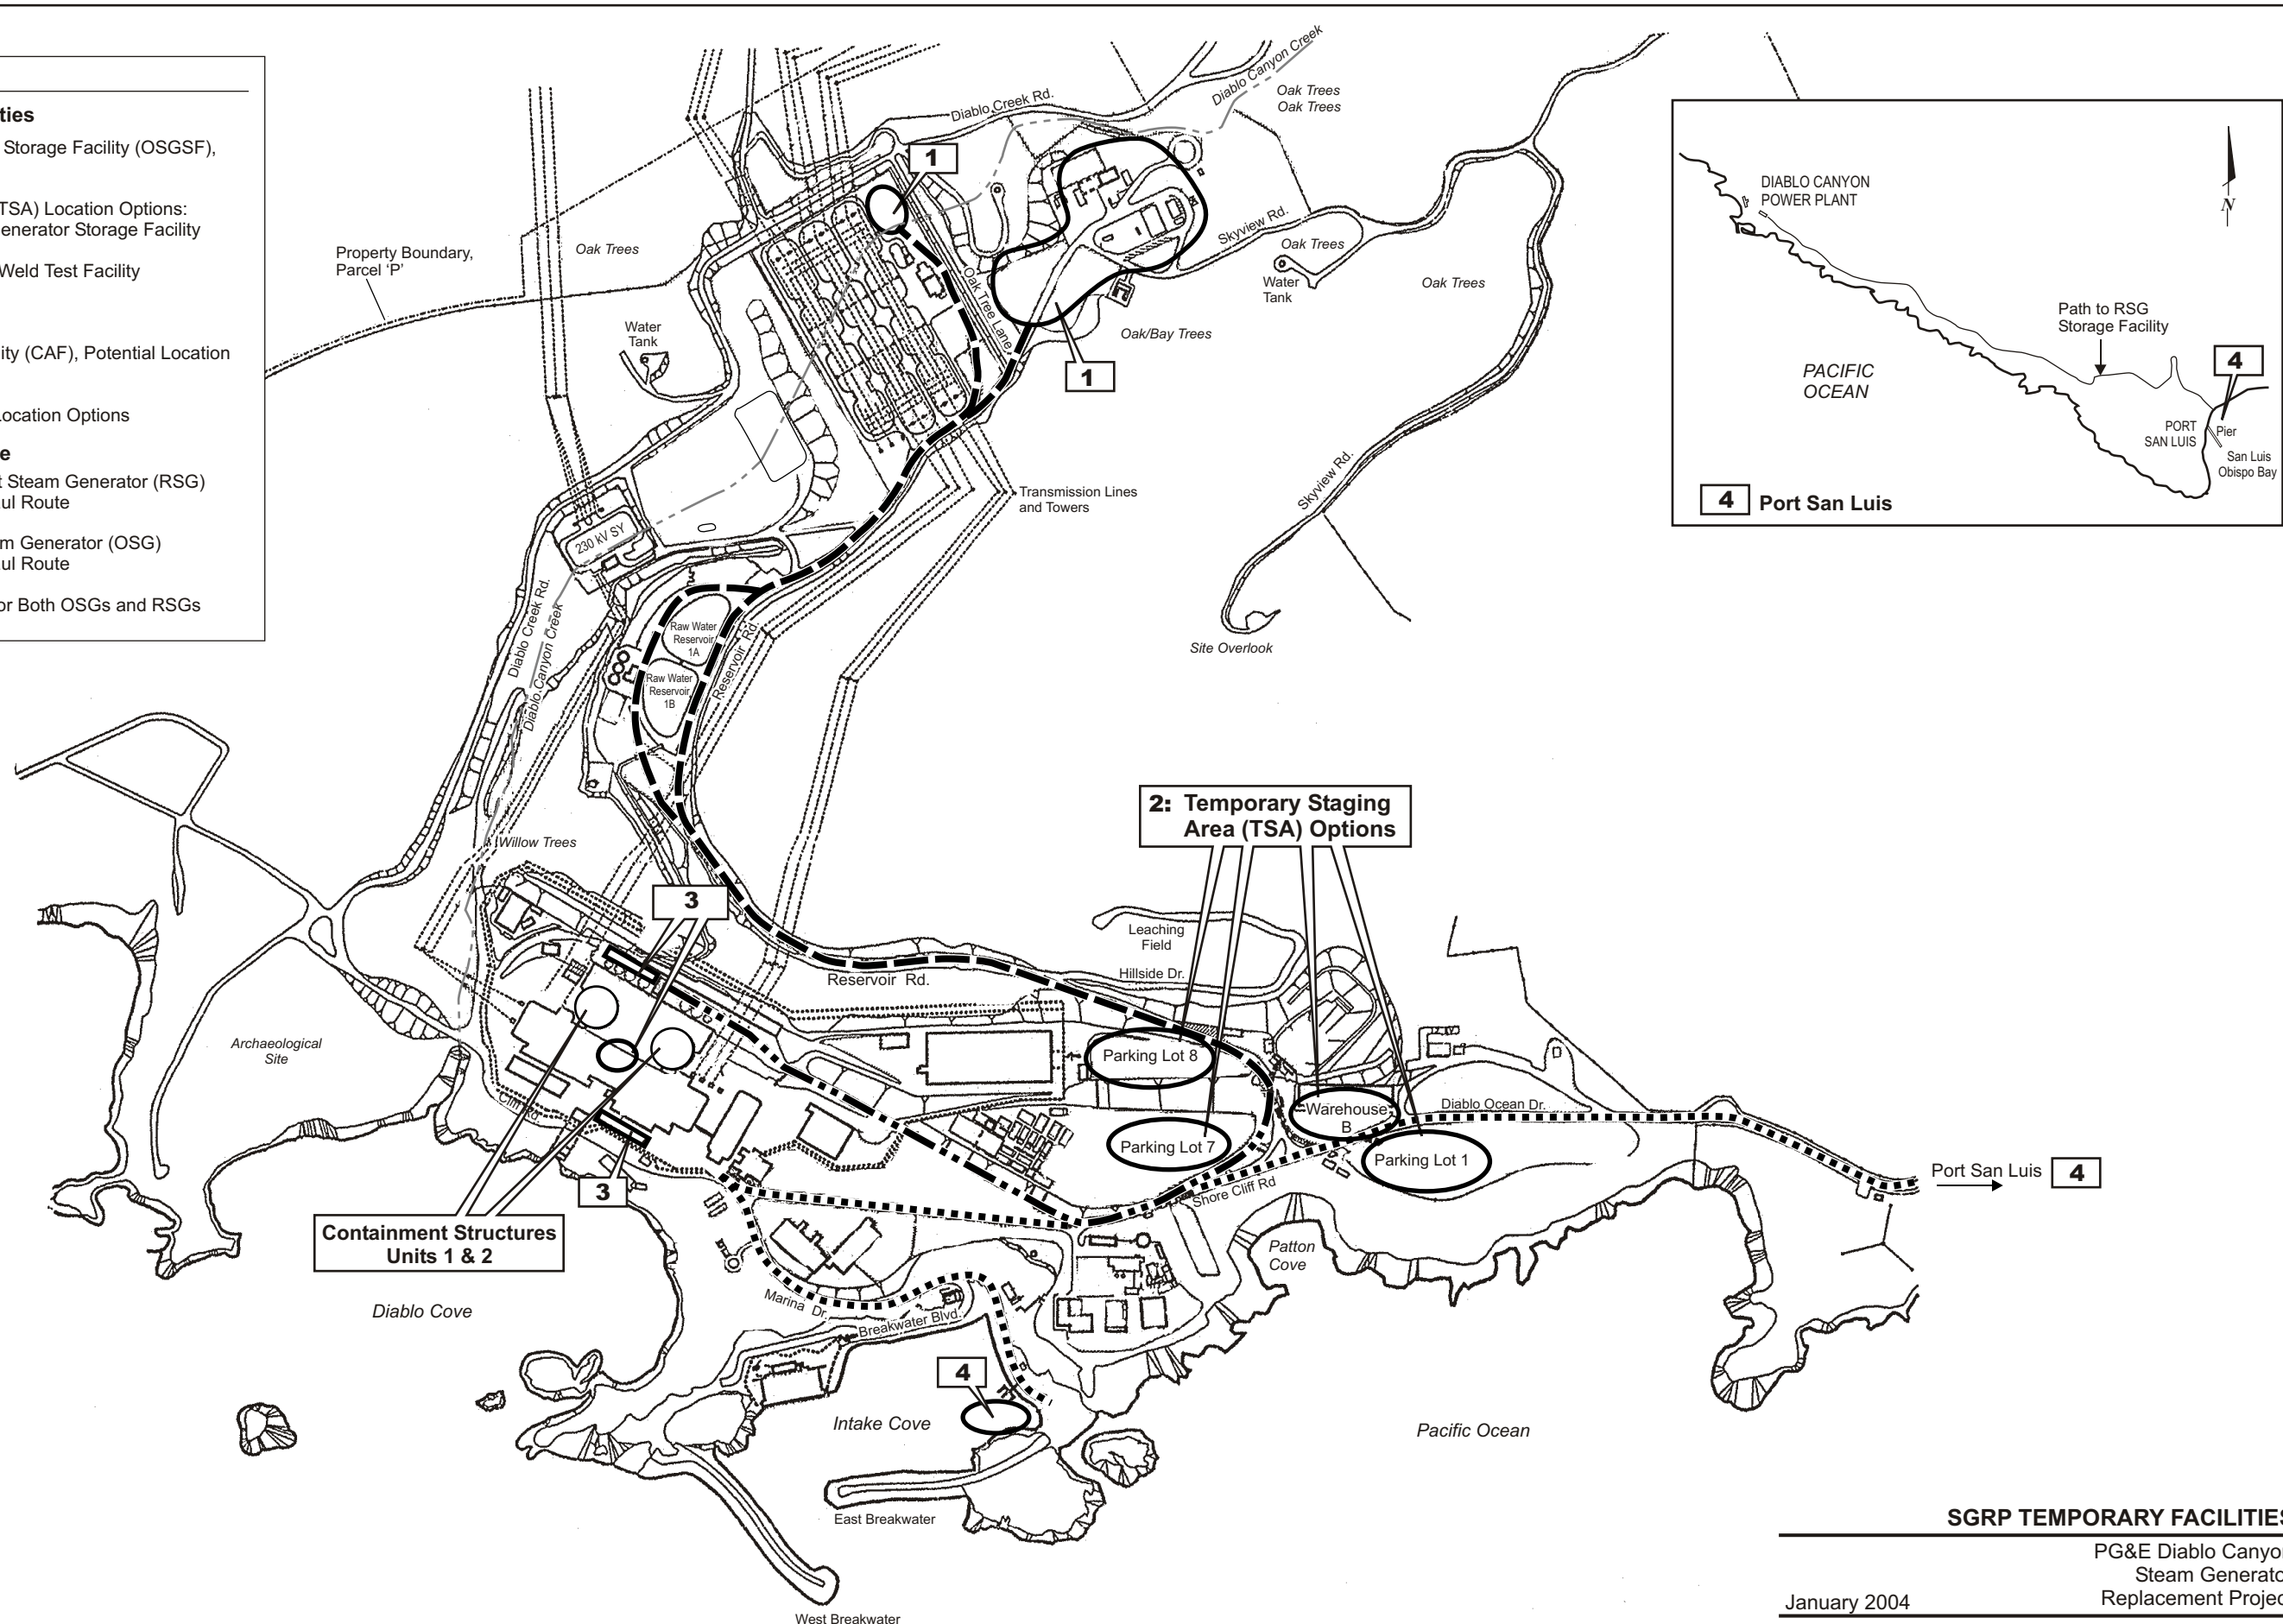 ties
Storage Facility (OSGSF),
TSA) Location Options:
enerator Storage Facility
Weld Test Facility
ity (CAF), Potential Location
ocation Options
e
t Steam Generator (RSG)
ul Route
m Generator (OSG)
ul Route
or Both OSGs and RSGs
Property Boundary,
Parcel ‘P’
Oak Trees
Water
Tank
Diablo Creek Rd.
Diablo Canyon Creek
Oak Trees
Oak Trees
1
Skyview Rd.
Oak Trees
Water
Tank
Oak Trees
Oak Tree Lane
Oak/Bay Trees
1
Transmission Lines
and Towers
Skyview Rd.
Site Overlook
230 kV SY
Diablo Creek Rd.
Diablo Canyon Creek
Raw Water
Reservoir
1A
Raw Water
Reservoir
1B
Reservoir Rd.
DIABLO CANYON
POWER PLANT
N
Path to RSG
Storage Facility
PACIFIC
OCEAN
4
PORT
SAN LUIS
Pier
San Luis
Obispo Bay
4 Port San Luis
Willow Trees
3
2: Temporary Staging
Area (TSA) Options
Leaching
Field
Hillside Dr.
Reservoir Rd.
Archaeological
Site
Parking Lot 8
Parking Lot 7
Warehouse
B
Parking Lot 1
Diablo Ocean Dr.
Port San Luis 4
Cliff Rd
3
Shore Cliff Rd
Containment Structures
Units 1 & 2
Diablo Cove
Marina Dr.
Breakwater Blvd.
Patton
Cove
4
Intake Cove
Pacific Ocean
East Breakwater
West Breakwater
SGRP TEMPORARY FACILITIES
PG&E Diablo Canyon
Steam Generator
January 2004
Replacement Project